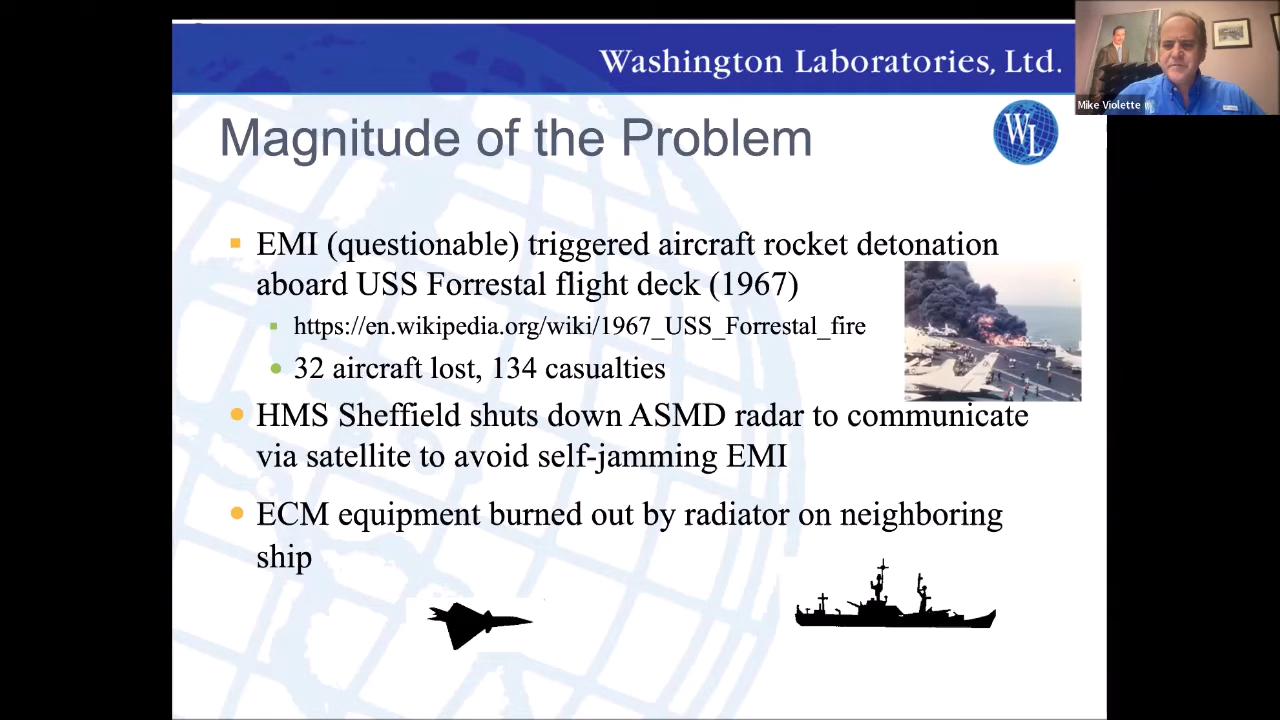 Washington Laboratories, Ltd.
Mike Violette
Magnitude of the Problem
WL
EMI (questionable) triggered aircraft rocket detonation
aboard USS Forrestal flight deck (1967)
https://en.wikipedia.org/wiki/1967_USS_Forrestal_fire
32 aircraft lost, 134 casualties
HMS Sheffield shuts down ASMD radar to communicate
via satellite to avoid self-jamming EMI
ECM equipment burned out by radiator on neighboring
ship